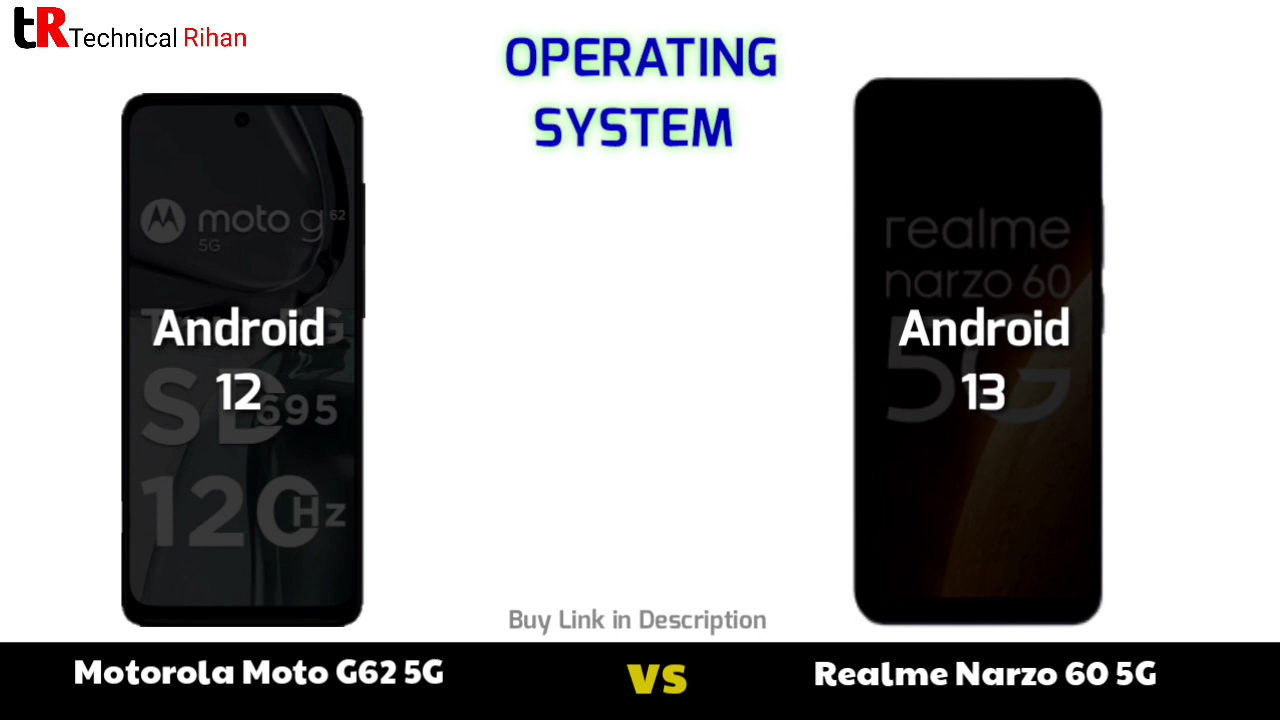 tR Technical Rihan
OPERATING
SYSTEM
moto g 62
5G
Android
12
SD 695
120Hz
realme
narzo 60
5G
Android
13
Buy Link in Description
Motorola Moto G62 5G
VS
Realme Narzo 60 5G